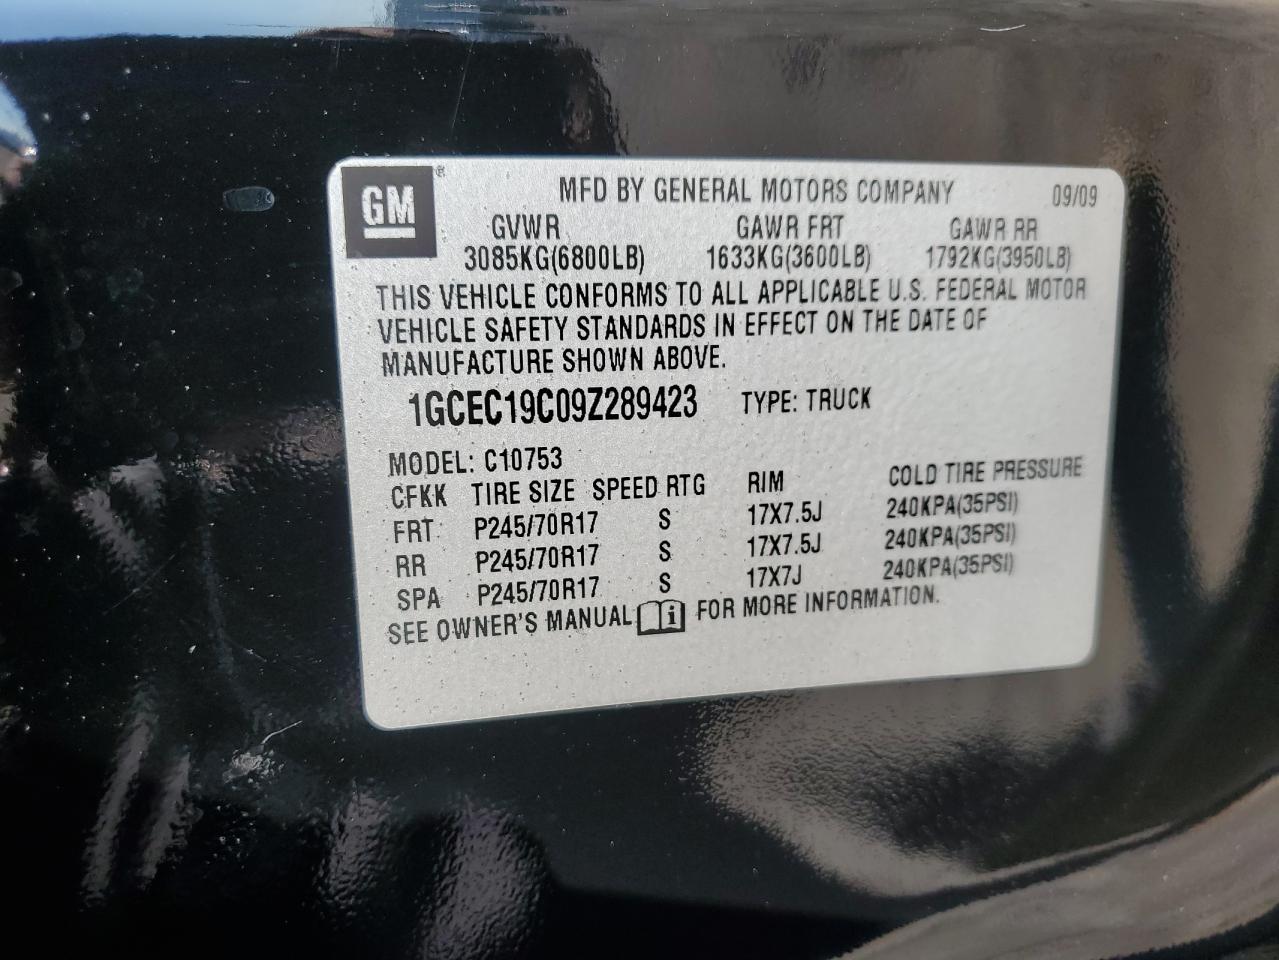 GM ® MFD BY GENERAL MOTORS COMPANY 09/09
GVWR GAWR FRT GAWR RR
3085KG(6800LB) 1633KG(3600LB) 1792KG(3950LB)
THIS VEHICLE CONFORMS TO ALL APPLICABLE U.S. FEDERAL MOTOR
VEHICLE SAFETY STANDARDS IN EFFECT ON THE DATE OF
MANUFACTURE SHOWN ABOVE.
1GCEC19C09Z289423 TYPE: TRUCK
MODEL: C10753
CFKK TIRE SIZE SPEED RTG RIM COLD TIRE PRESSURE
FRT P245/70R17 S 17X7.5J 240KPA(35PSI)
RR P245/70R17 S 17X7.5J 240KPA(35PSI)
SPA P245/70R17 S 17X7J 240KPA(35PSI)
SEE OWNER'S MANUAL i FOR MORE INFORMATION.